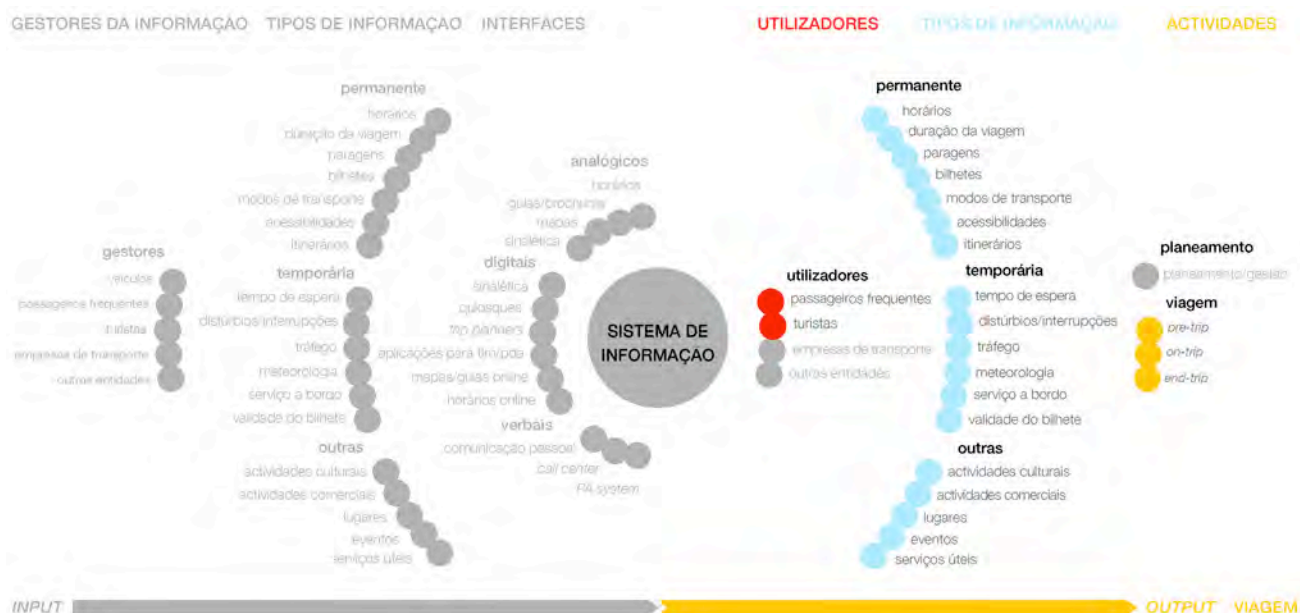 GESTORES DA INFORMAÇÃO
TIPOS DE INFORMAÇÃO
INTERFACES
UTILIZADORES
TIPOS DE INFORMAÇÃO
ACTIVIDADES
permanente
horários
duração da viagem
paragens
bilhetes
modos de transporte
acessibilidades
itinerários
gestores
veículos
passageiros frequentes
turistas
empresas de transporte
outras entidades
temporária
tempo de espera
distúrbios/interrupções
tráfego
meteorologia
serviço a bordo
validade do bilhete
outras
actividades culturais
actividades comerciais
lugares
eventos
serviços úteis
analógicos
horários
guias/brochuras
mapas
sinalética
digitais
sinalética
quiosques
trip planners
aplicações para tlm/pda
mapas/guias online
horários online
verbais
comunicação pessoal
call center
PA system
SISTEMA DE
INFORMAÇÃO
utilizadores
passageiros frequentes
turistas
empresas de transporte
outras entidades
permanente
horários
duração da viagem
paragens
bilhetes
modos de transporte
acessibilidades
itinerários
temporária
tempo de espera
distúrbios/interrupções
tráfego
meteorologia
serviço a bordo
validade do bilhete
outras
actividades culturais
actividades comerciais
lugares
eventos
serviços úteis
planeamento
planeamento/gestão
viagem
pre-trip
on-trip
end-trip
INPUT
OUTPUT VIAGEM